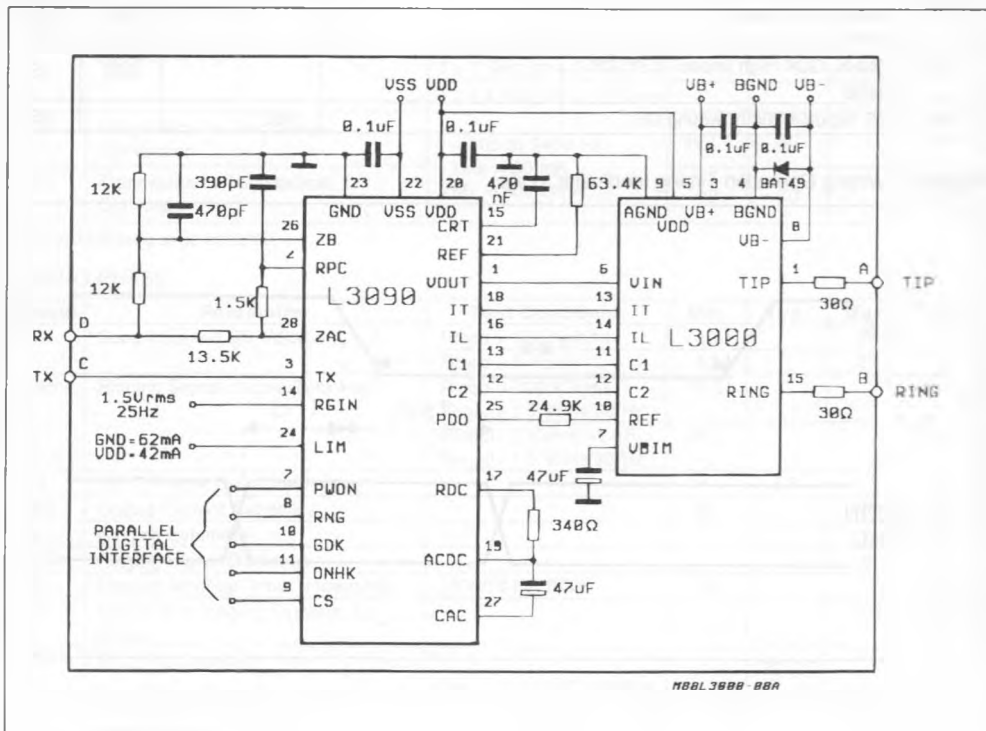 VSS VDD
VB+ BGND VB-
0.1uF 0.1uF
0.1uF 0.1uF
12K
390pF
470pF
470 nF
63.4K
BAT49
23 22 20 15 9 5 3 4
GND VSS VDD
CRT
AGND VB+ BGND
VDD
26 ZB
21 REF
8 VB-
2 RPC
L3090
VOUT 1
6 VIN
TIP 1
A TIP
12K
1.5K
IT 18
13 IT
30Ω
D
RX
28 ZAC
13.5K
IL 16
14 IL
L3000
C
TX
3 TX
C1 13
11 C1
1.5Vrms
25Hz
14 RGIN
C2 12
12 C2
RING 15
B RING
30Ω
PDO 25
24.9K
10 REF
GND=62mA
VDD=42mA
24 LIM
7 VBIM
47uF
7 PWON
RDC 17
8 RNG
340Ω
PARALLEL
DIGITAL
INTERFACE
10 GDK
11 ONHK
ACDC 19
9 CS
47uF
CAC 27
M88L3000-08A